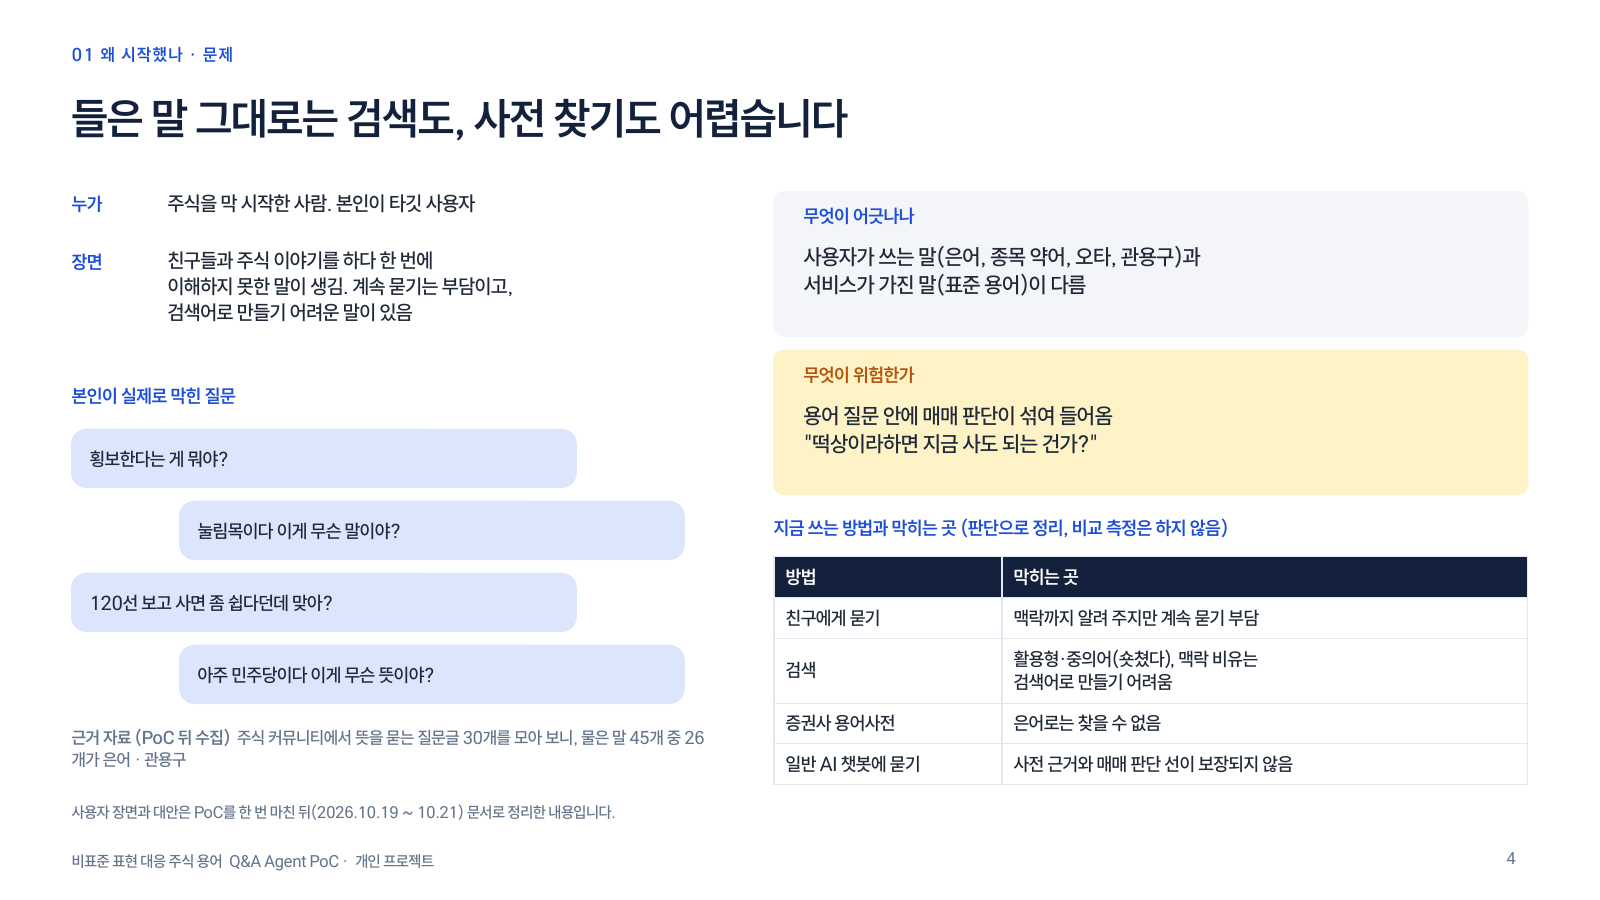 01 왜 시작했나 · 문제
들은 말 그대로는 검색도, 사전 찾기도 어렵습니다
누가
주식을 막 시작한 사람. 본인이 타깃 사용자
장면
친구들과 주식 이야기를 하다 한 번에
이해하지 못한 말이 생김. 계속 묻기는 부담이고,
검색어로 만들기 어려운 말이 있음
본인이 실제로 막힌 질문
횡보한다는 게 뭐야?
눌림목이다 이게 무슨 말이야?
120선 보고 사면 좀 쉽다던데 맞아?
아주 민주당이다 이게 무슨 뜻이야?
근거 자료 (PoC 뒤 수집) 주식 커뮤니티에서 뜻을 묻는 질문글 30개를 모아 보니, 물은 말 45개 중 26
개가 은어 · 관용구
사용자 장면과 대안은 PoC를 한 번 마친 뒤(2026.10.19 ~ 10.21) 문서로 정리한 내용입니다.
무엇이 어긋나나
사용자가 쓰는 말(은어, 종목 약어, 오타, 관용구)과
서비스가 가진 말(표준 용어)이 다름
무엇이 위험한가
용어 질문 안에 매매 판단이 섞여 들어옴
"떡상이라하면 지금 사도 되는 건가?"
지금 쓰는 방법과 막히는 곳 (판단으로 정리, 비교 측정은 하지 않음)
방법 막히는 곳
친구에게 묻기 맥락까지 알려 주지만 계속 묻기 부담
검색 활용형·중의어(숏쳤다), 맥락 비유는
검색어로 만들기 어려움
증권사 용어사전 은어로는 찾을 수 없음
일반 AI 챗봇에 묻기 사전 근거와 매매 판단 선이 보장되지 않음
비표준 표현 대응 주식 용어 Q&A Agent PoC · 개인 프로젝트
4